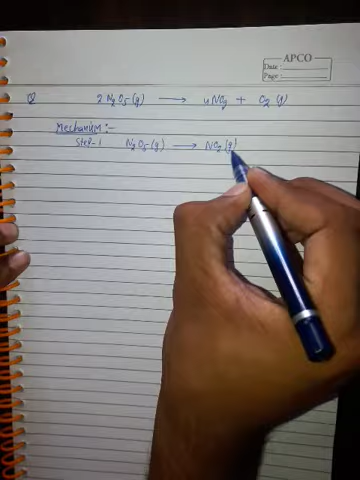 APCO
Date :
Page :
Q 2 N₂O₅ (g) ⟶ 4 NO₂ + O₂ (g)
Mechanism :-
Step-1 N₂O₅ (g) ⟶ NO₂ (g)